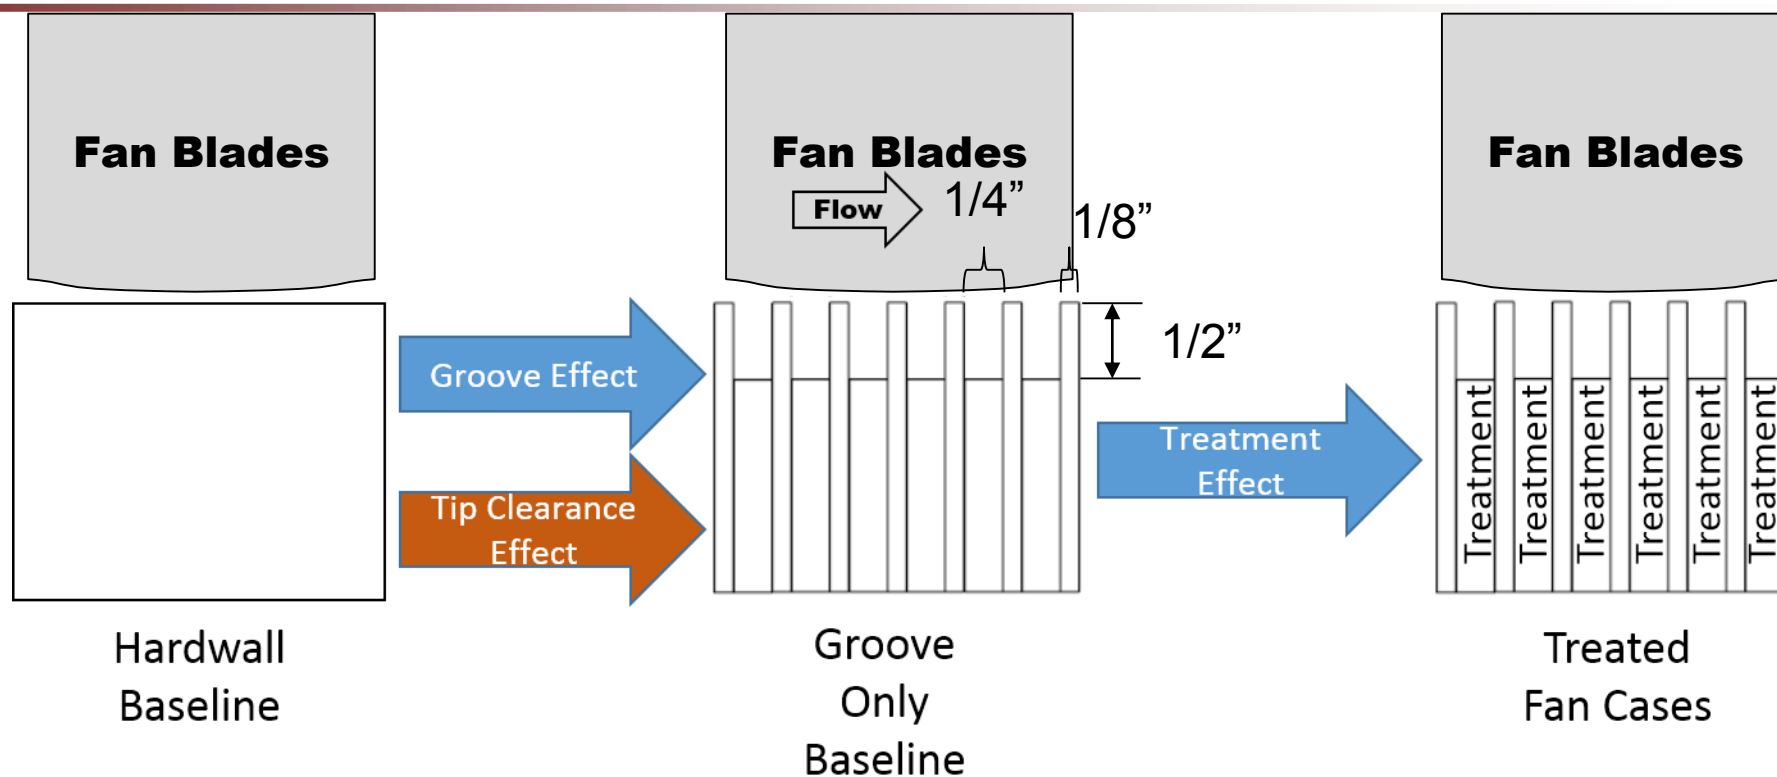 Fan Blades
Fan Blades
Fan Blades
Flow
1/4”
1/8”
1/2”
Groove Effect
Tip Clearance
Effect
Treatment
Effect
Treatment
Treatment
Treatment
Treatment
Treatment
Treatment
Hardwall
Baseline
Groove
Only
Baseline
Treated
Fan Cases